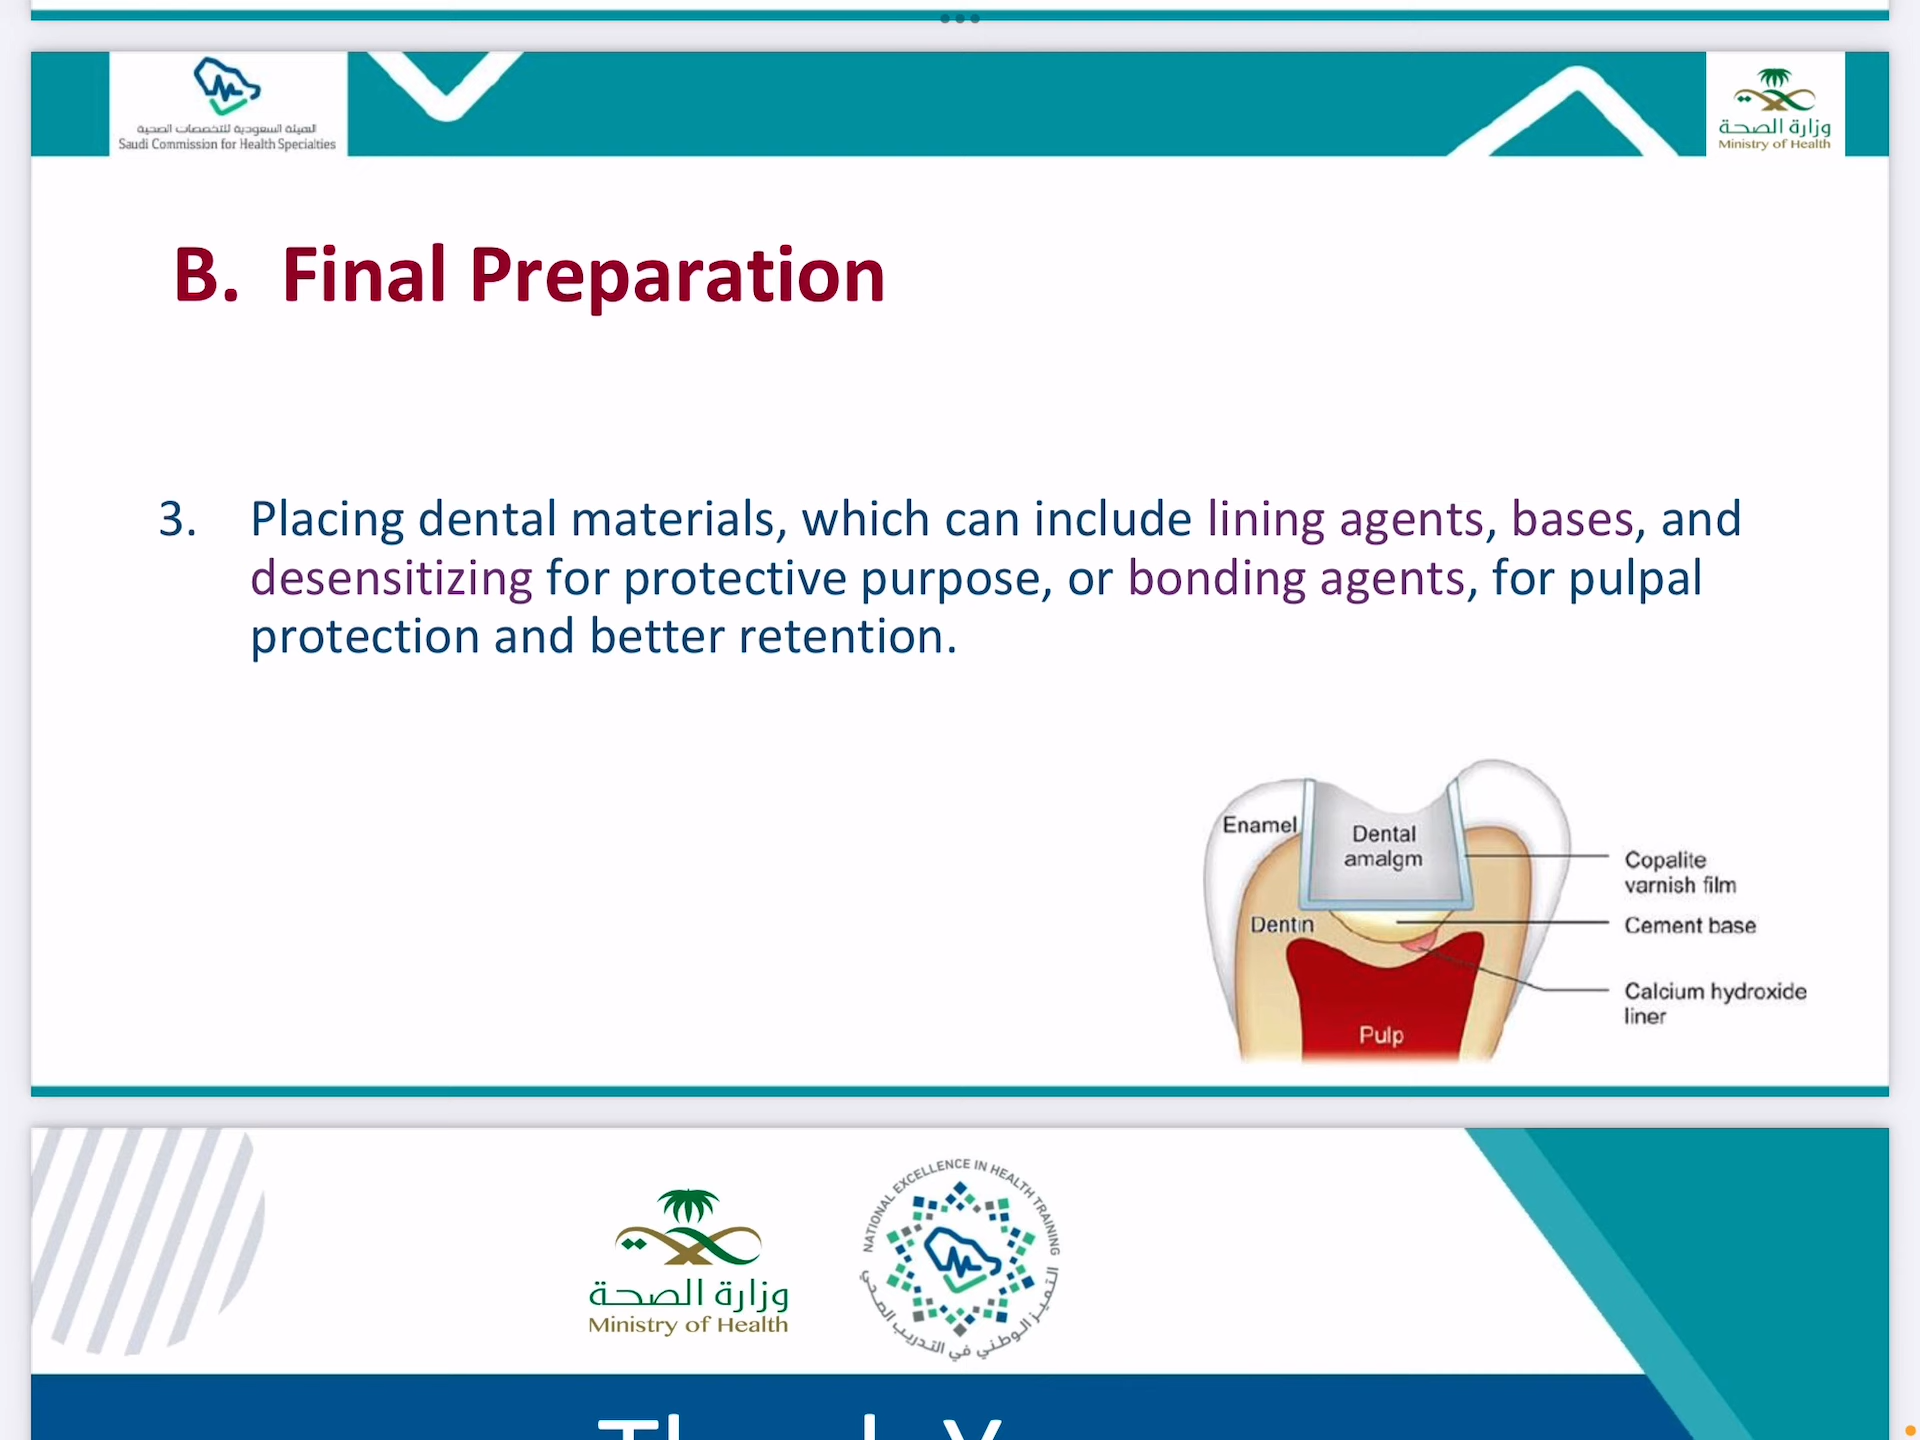 الهيئة السعودية للتخصصات الصحية
Saudi Commission for Health Specialties
وزارة الصحة
Ministry of Health
B. Final Preparation
3. Placing dental materials, which can include lining agents, bases, and
desensitizing for protective purpose, or bonding agents, for pulpal
protection and better retention.
Enamel
Dental
amalgm
Copalite
varnish film
Dentin
Cement base
Calcium hydroxide
liner
Pulp
وزارة الصحة
Ministry of Health
NATIONAL EXCELLENCE IN HEALTH TRAINING
التميز الوطني في التدريب الصحي